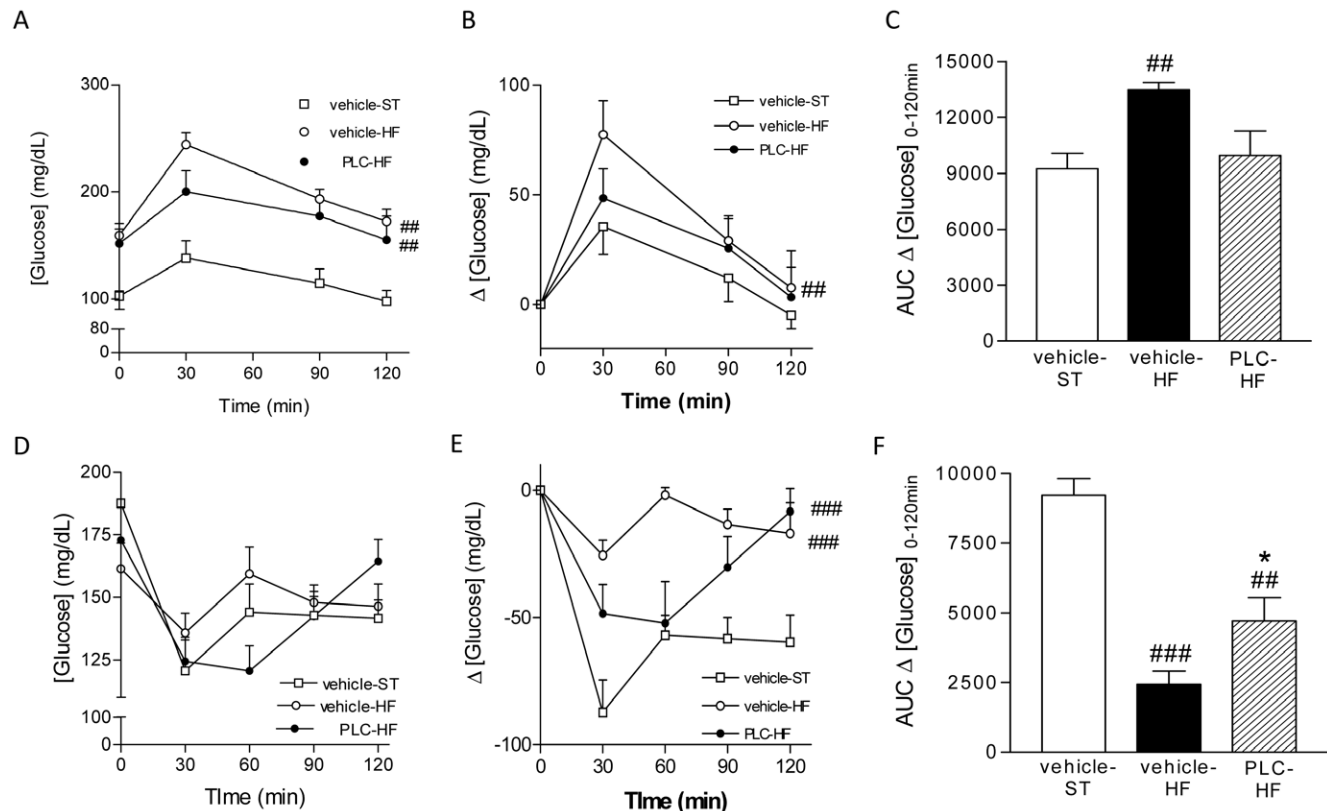 A
[Glucose] (mg/dL)
300
200
100
80
0
vehicle-ST
vehicle-HF
PLC-HF
##
##
0 30 60 90 120
Time (min)
B
Δ [Glucose] (mg/dL)
100
50
0
vehicle-ST
vehicle-HF
PLC-HF
##
0 30 60 90 120
Time (min)
C
AUC Δ [Glucose] 0-120min
15000
12000
9000
6000
3000
0
##
vehicle-
ST
vehicle-
HF
PLC-
HF
D
[Glucose] (mg/dL)
200
175
150
125
100
0
vehicle-ST
vehicle-HF
PLC-HF
0 30 60 90 120
TIme (min)
E
Δ [Glucose] (mg/dL)
0
-50
-100
###
###
vehicle-ST
vehicle-HF
PLC-HF
0 30 60 90 120
TIme (min)
F
AUC Δ [Glucose] 0-120min
10000
7500
5000
2500
0
###
*
##
vehicle-
ST
vehicle-
HF
PLC-
HF